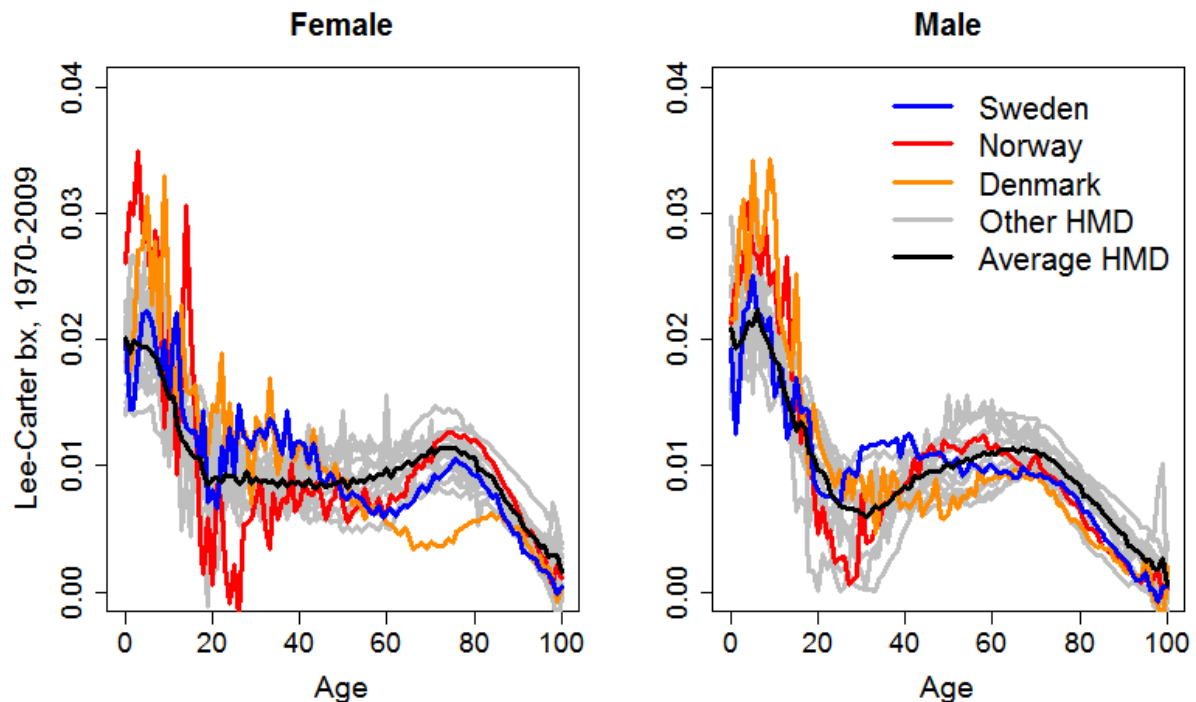 Female
Male
Lee-Carter bx, 1970-2009
0.04
0.03
0.02
0.01
0.00
0 20 40 60 80 100
Age
0.04
0.03
0.02
0.01
0.00
0 20 40 60 80 100
Age
Sweden
Norway
Denmark
Other HMD
Average HMD